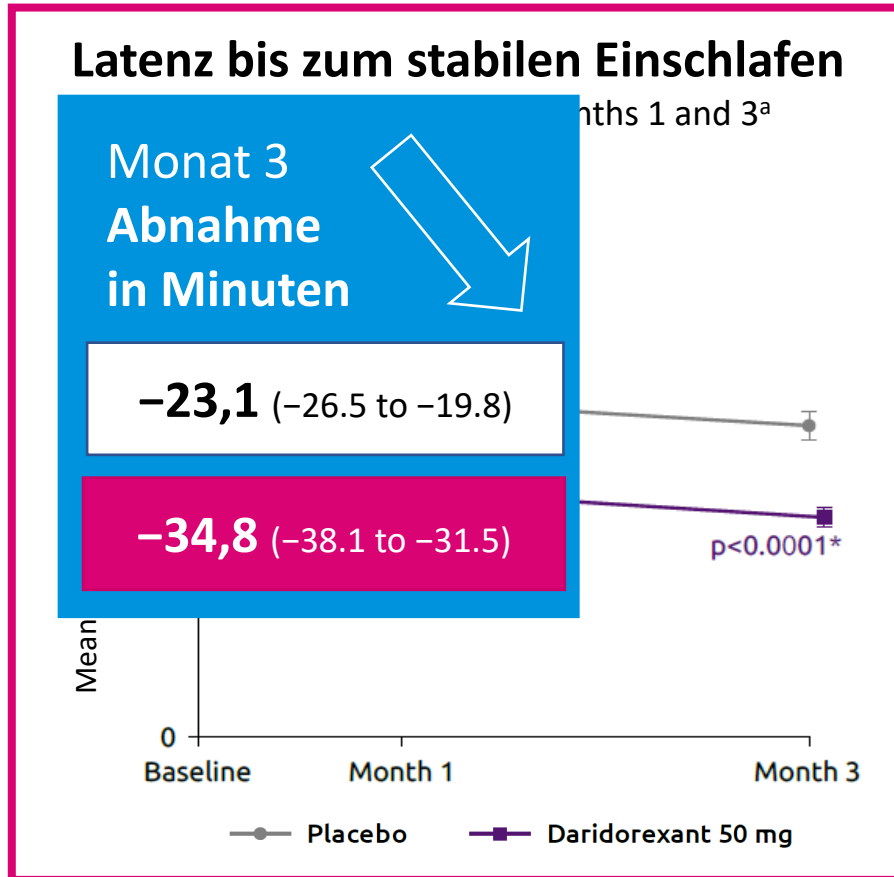 Latenz bis zum stabilen Einschlafen
nths 1 and 3ᵃ
Monat 3
Abnahme
in Minuten
−23,1 (−26.5 to −19.8)
−34,8 (−38.1 to −31.5)
p<0.0001*
Mean
0
Baseline Month 1 Month 3
Placebo Daridorexant 50 mg